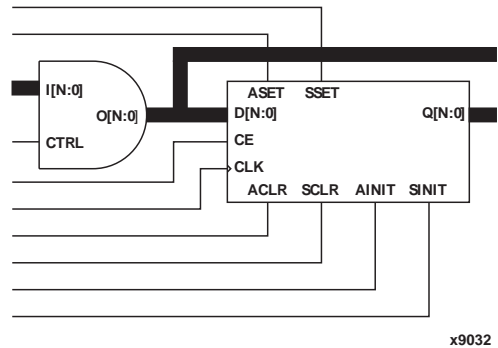 I[N:0]
O[N:0]
CTRL
ASET SSET
D[N:0] Q[N:0]
CE
CLK
ACLR SCLR AINIT SINIT
x9032